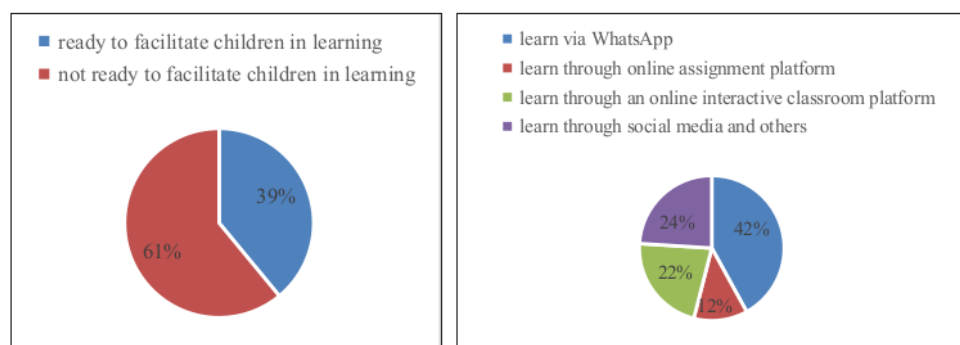 ready to facilitate children in learning
not ready to facilitate children in learning
39%
61%
learn via WhatsApp
learn through online assignment platform
learn through an online interactive classroom platform
learn through social media and others
24%
42%
22%
12%